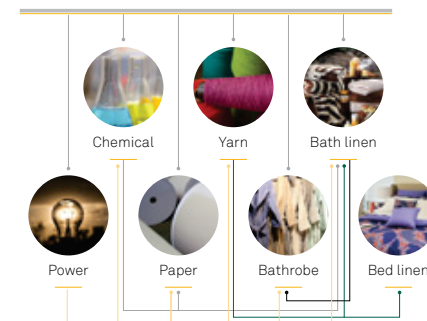 Chemical
Yarn
Bath linen
Power
Paper
Bathrobe
Bed linen